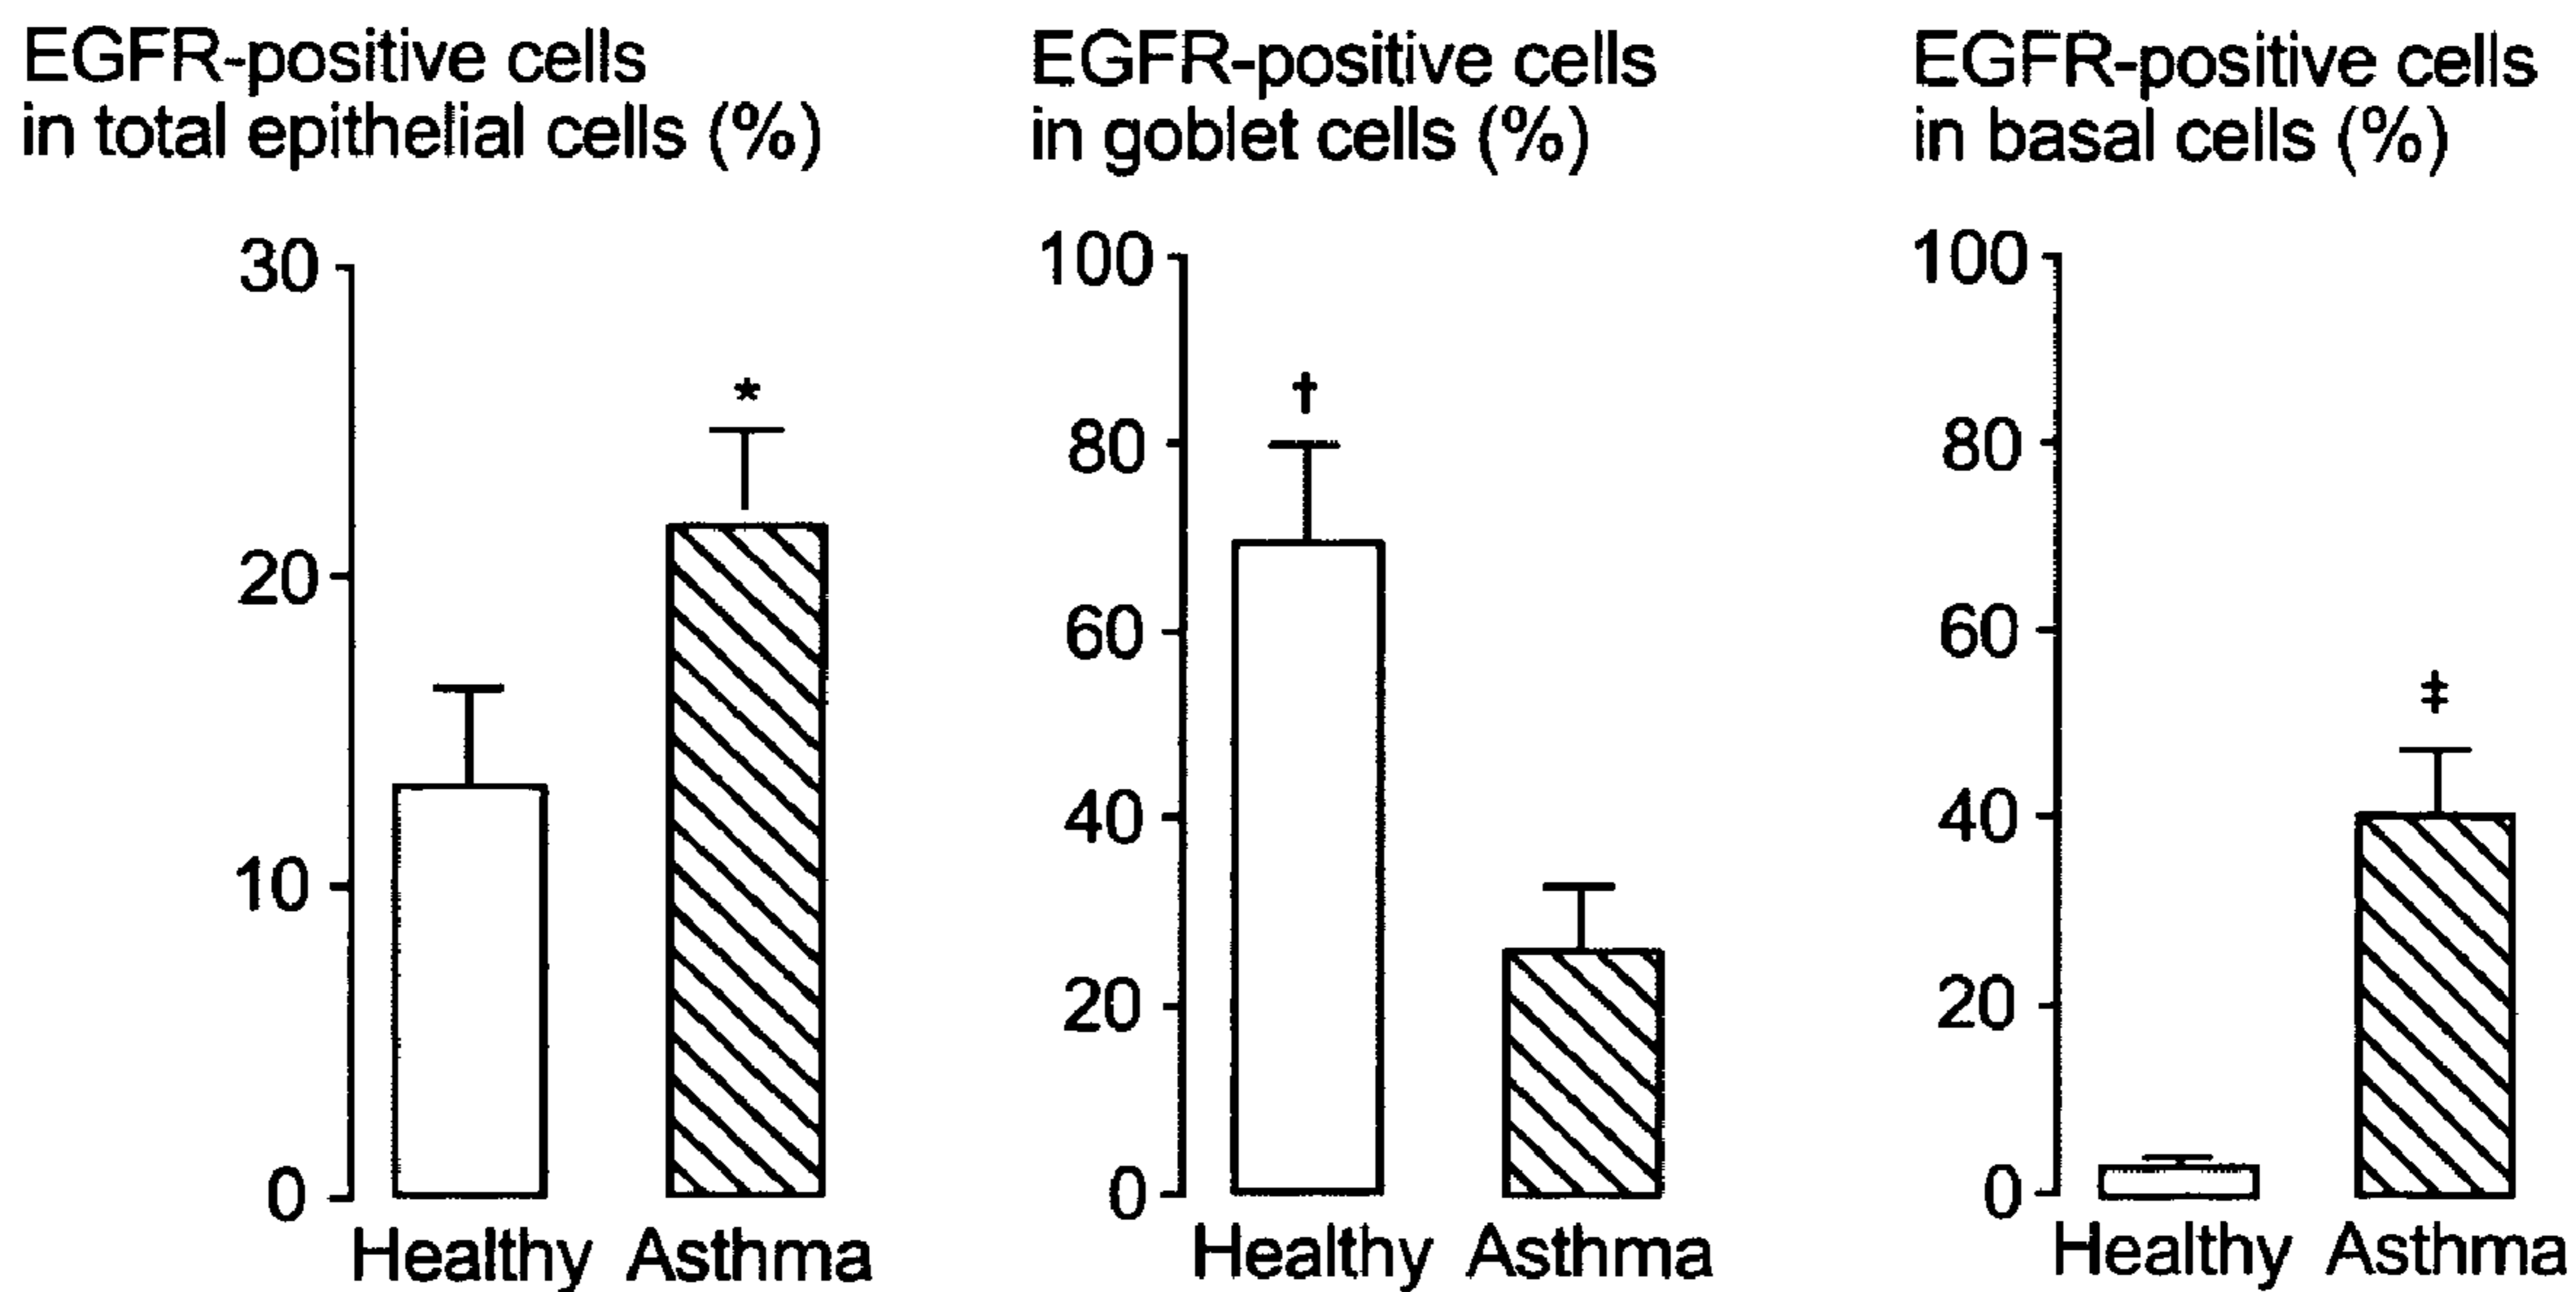 EGFR-positive cells
in total epithelial cells (%)
30
20
10
0
*
Healthy Asthma
EGFR-positive cells
in goblet cells (%)
100
80
60
40
20
0
†
Healthy Asthma
EGFR-positive cells
in basal cells (%)
100
80
60
40
20
0
‡
Healthy Asthma